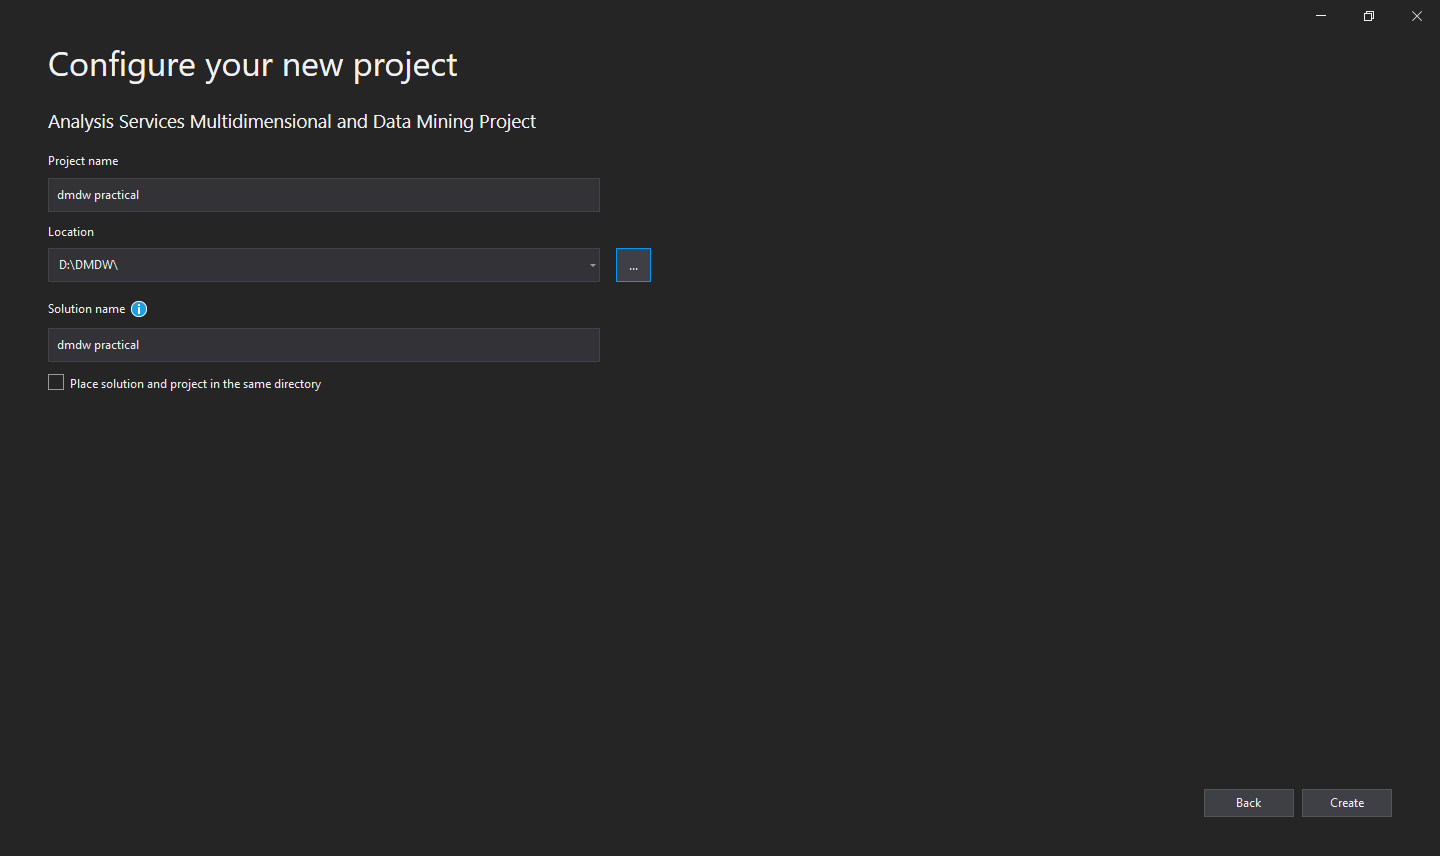 Configure your new project
Analysis Services Multidimensional and Data Mining Project
Project name
dmdw practical
Location
D:\DMDW\
...
Solution name
dmdw practical
Place solution and project in the same directory
Back
Create